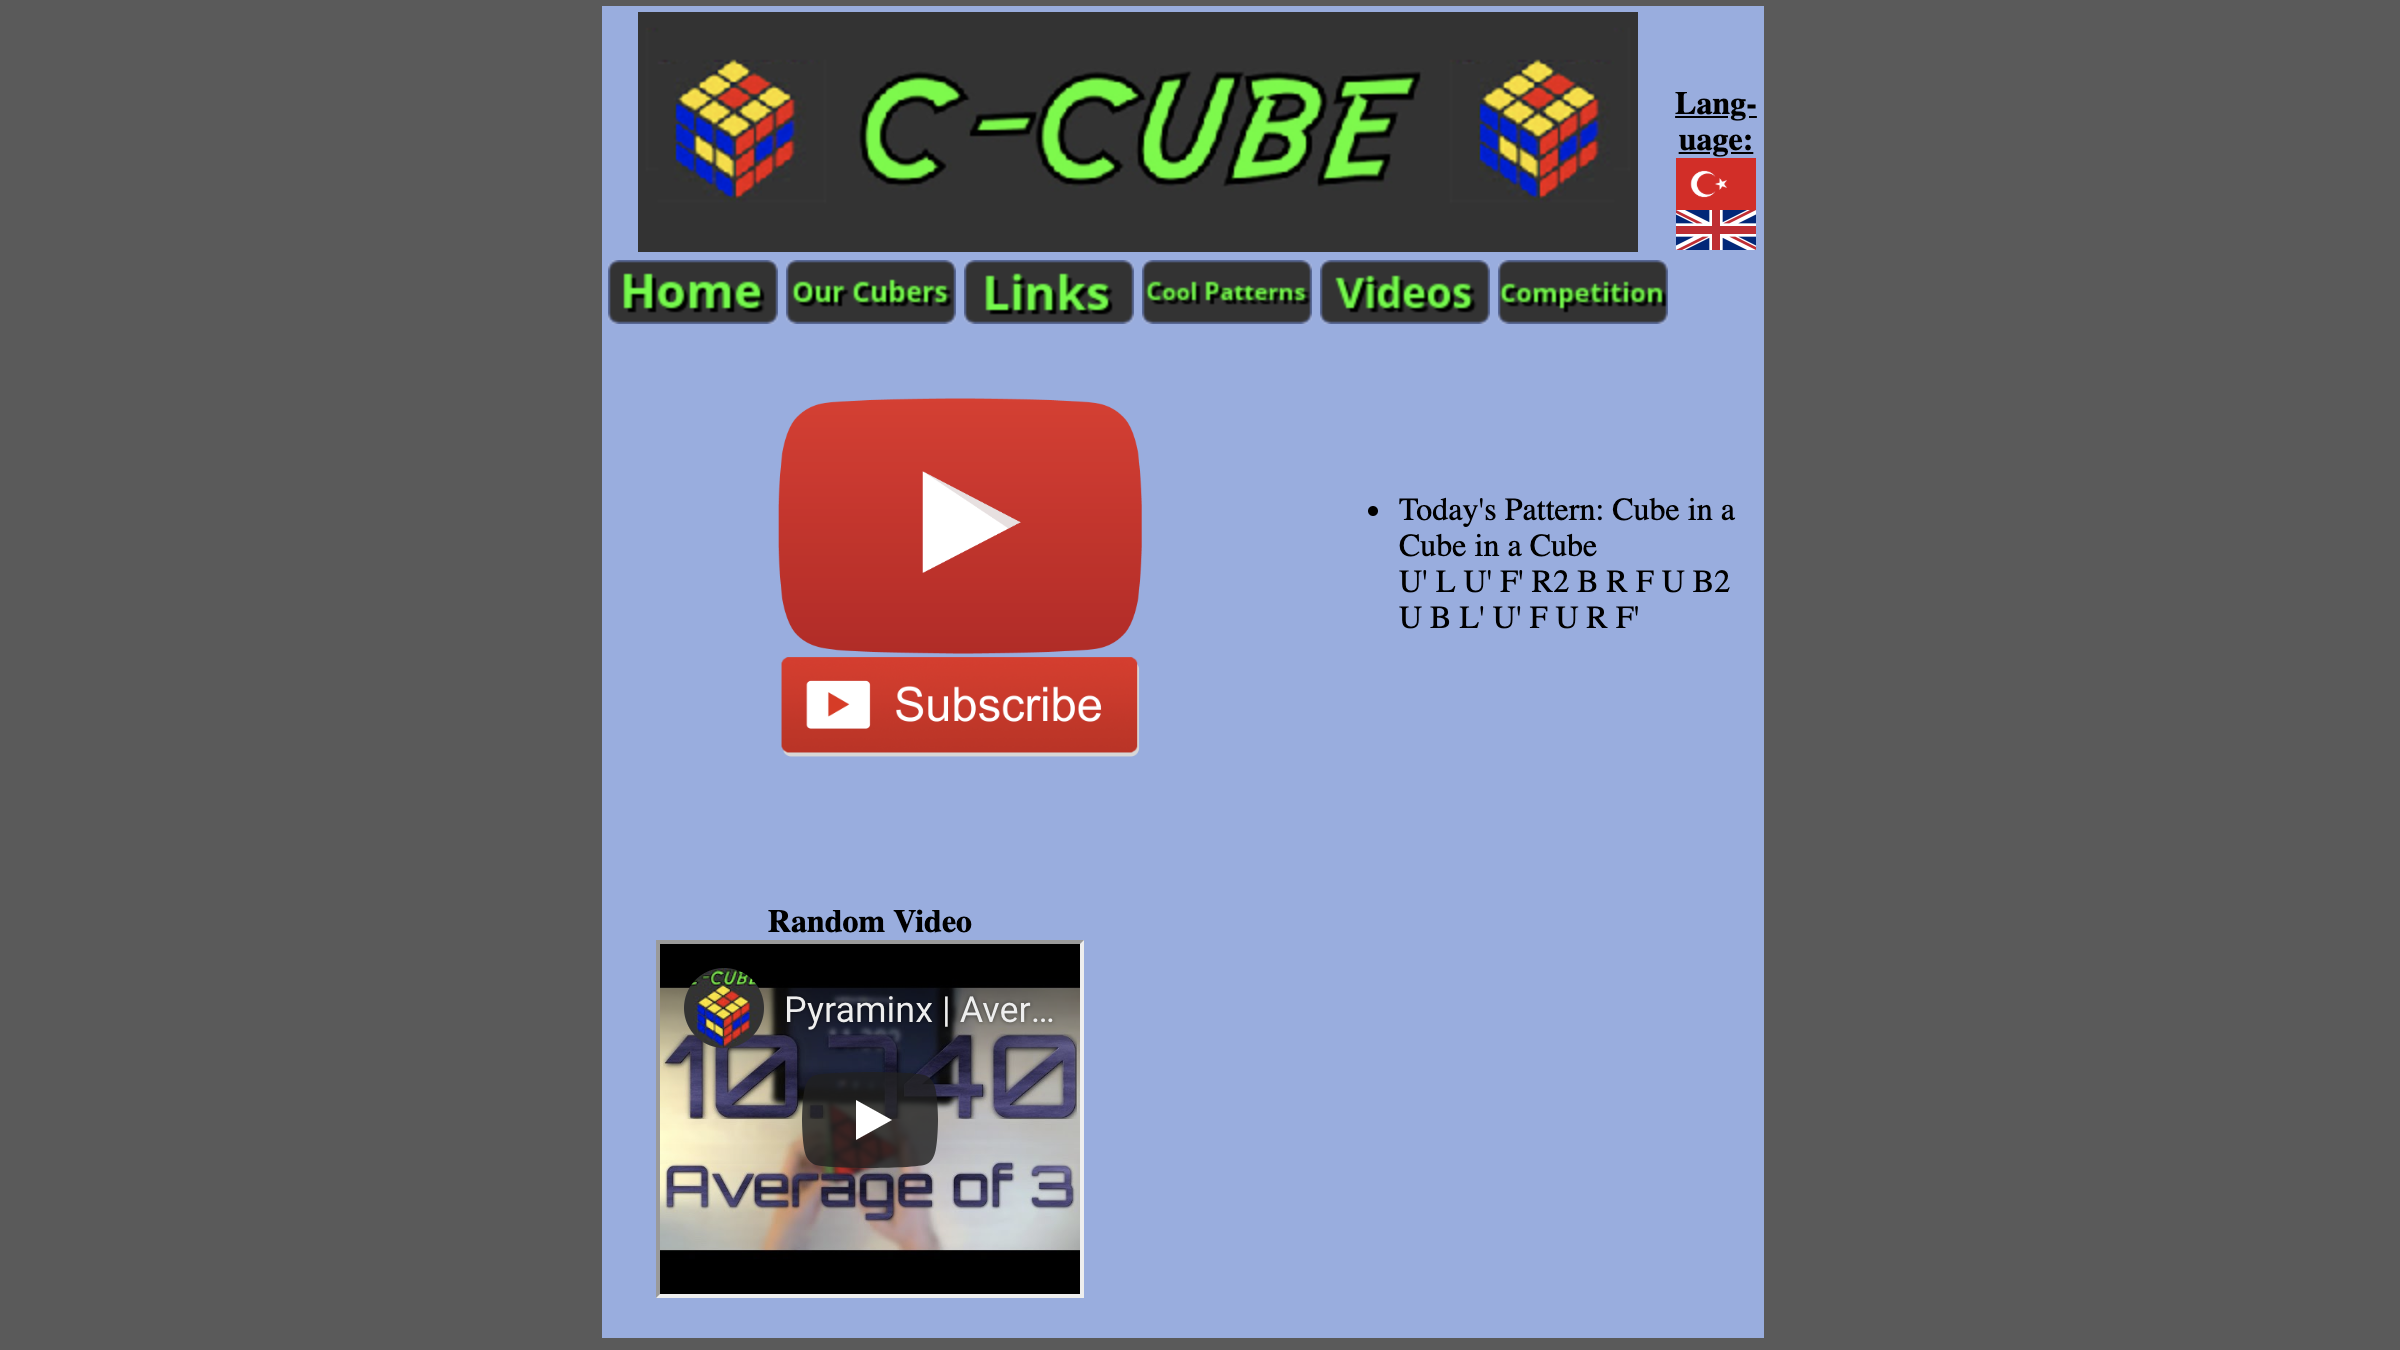 C-CUBE
Lang-
uage:
Home
Our Cubers
Links
Cool Patterns
Videos
Competition
Today's Pattern: Cube in a
Cube in a Cube
U' L U' F' R2 B R F U B2
U B L' U' F U R F'
Subscribe
Random Video
-CUBE
Pyraminx | Aver...
Average of 3